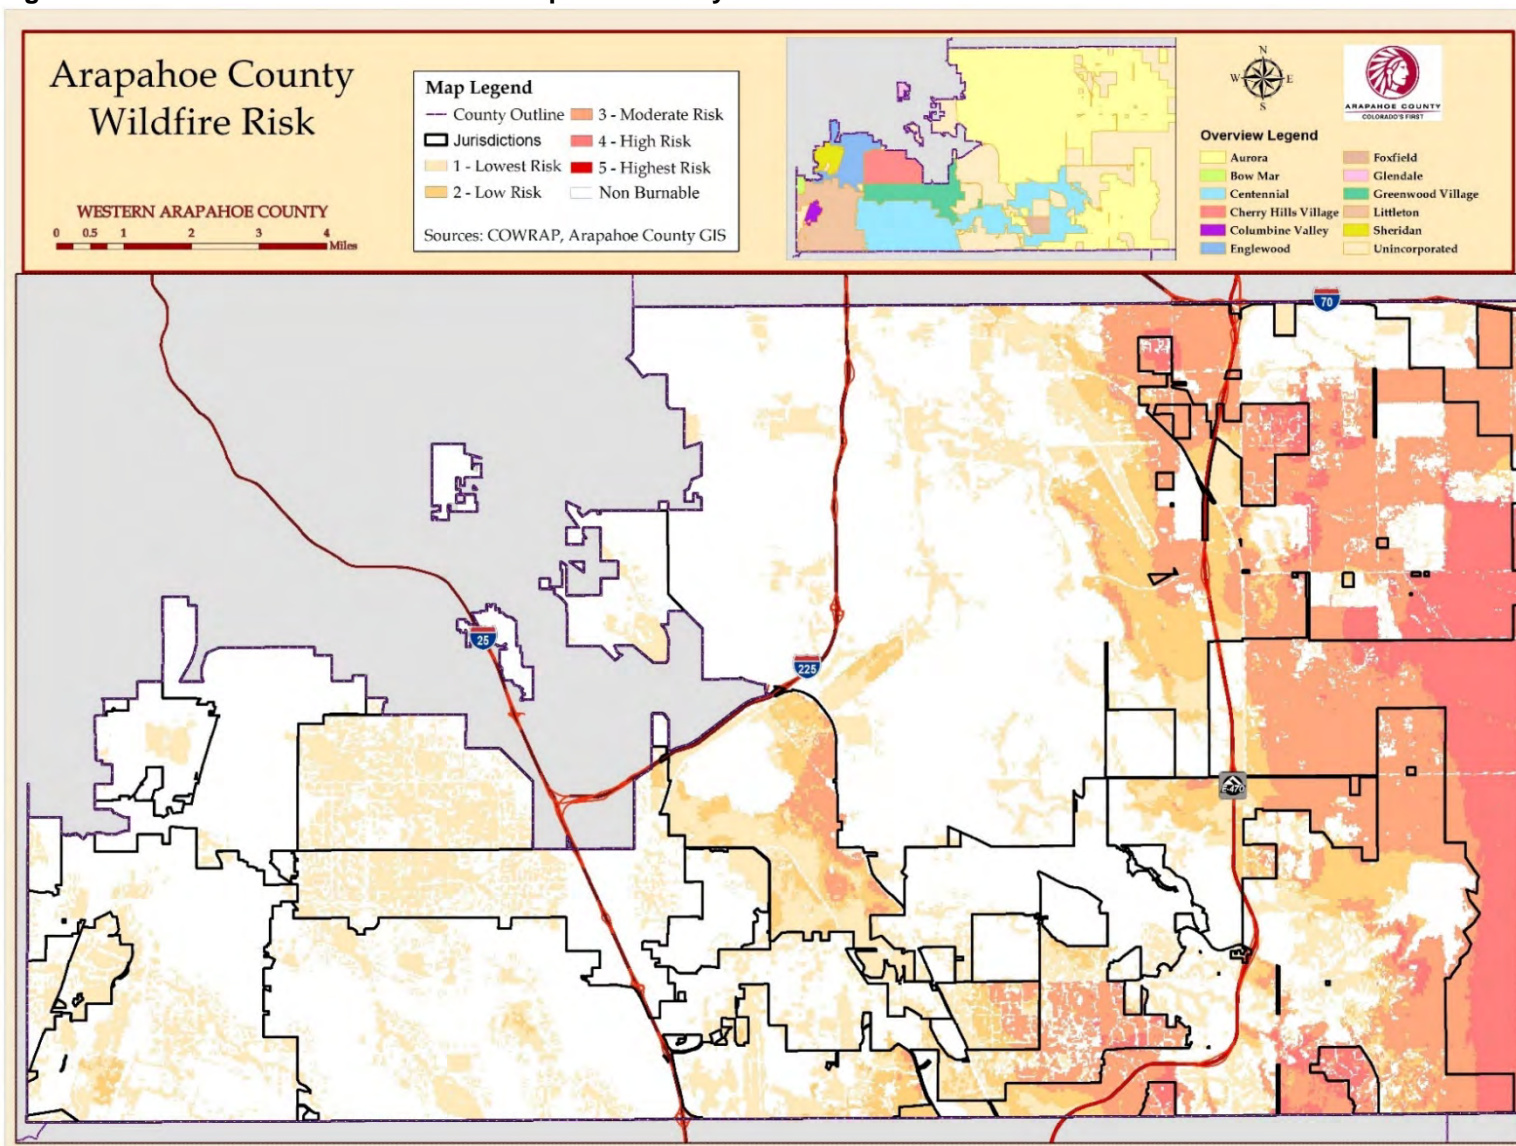 Arapahoe County
Wildfire Risk
WESTERN ARAPAHOE COUNTY
0 0.5 1 2 3 4
Miles
Map Legend
County Outline
Jurisdictions
1 - Lowest Risk
2 - Low Risk
3 - Moderate Risk
4 - High Risk
5 - Highest Risk
Non Burnable
Sources: COWRAP, Arapahoe County GIS
N
W E
S
ARAPAHOE COUNTY
COLORADO'S FIRST
Overview Legend
Aurora
Bow Mar
Centennial
Cherry Hills Village
Columbine Valley
Englewood
Foxfield
Glendale
Greenwood Village
Littleton
Sheridan
Unincorporated
70
25
225
E-470